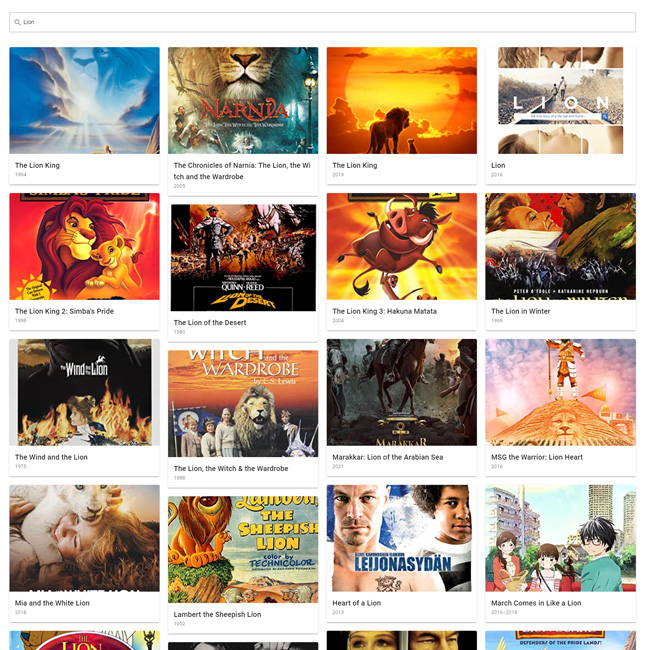 Lion
The Lion King
1994
NARNIA
THE LION, THE WITCH AND THE WARDROBE
The Chronicles of Narnia: The Lion, the Wi
tch and the Wardrobe
2005
The Lion King
2019
LION
Lion
2016
SIMBA'S PRIDE
The Lion King 2: Simba's Pride
1998
QUINN REED
LION OF THE
DESERT
The Lion of the Desert
1980
The Lion King 3: Hakuna Matata
2004
PETER O'TOOLE KATHARINE HEPBURN
LION IN WINTER
The Lion in Winter
1968
The Wind and the Lion
The Wind and the Lion
1975
WITCH and the
WARDROBE
by C.S. Lewis
The Lion, the Witch & the Wardrobe
1988
MARAKKAR
Marakkar: Lion of the Arabian Sea
2021
MSG the Warrior: Lion Heart
2016
Mia and the White Lion
2018
Lambert
THE
SHEEPISH
LION
color by
TECHNICOLOR
Lambert the Sheepish Lion
1952
LEIJONASYDÄN
Heart of a Lion
2013
March Comes in Like a Lion
2016–2018
THE
LION
DEFENDERS OF THE PRIDE LANDS!